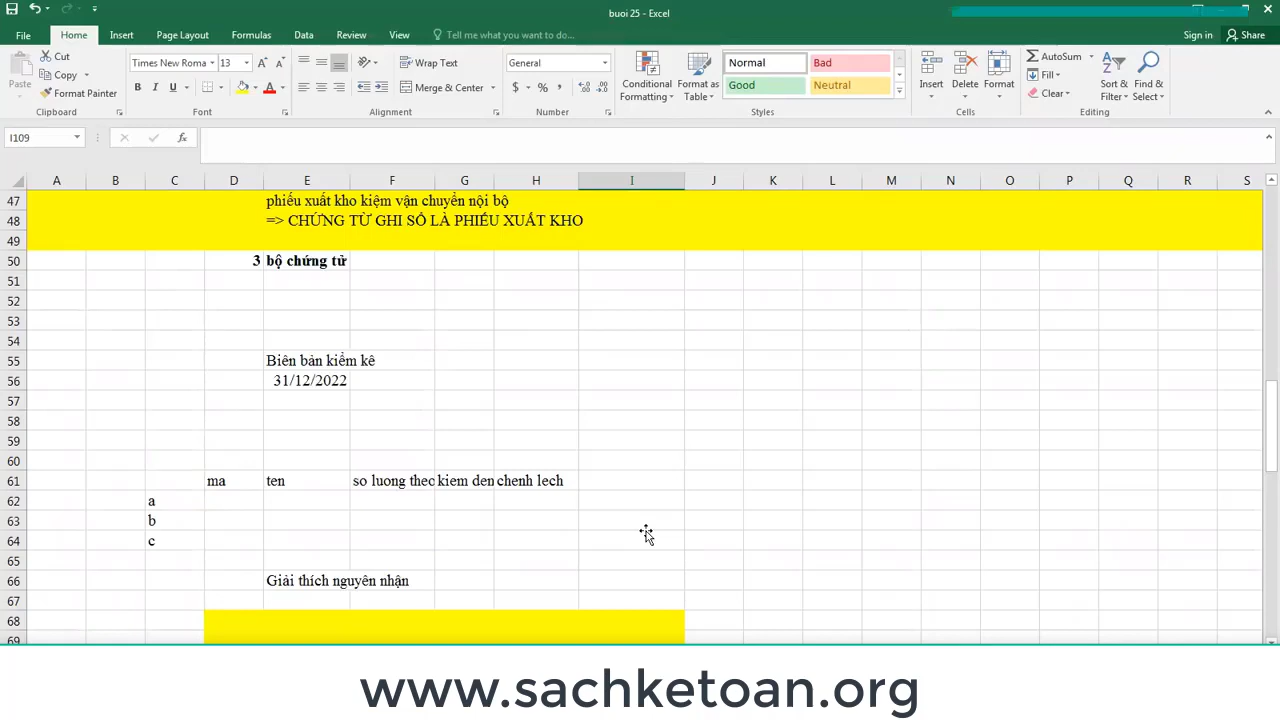 buoi 25 - Excel
File Home Insert Page Layout Formulas Data Review View Tell me what you want to do... Sign in Share
Cut
Copy
Format Painter
Paste
Clipboard
Times New Roma 13
B I U
Font
Wrap Text
Merge & Center
Alignment
General
$ % ,
Number
Conditional Formatting
Format as Table
Normal Bad
Good Neutral
Styles
Insert Delete Format
Cells
AutoSum
Fill
Clear
Sort & Filter
Find & Select
Editing
I109 fx
A B C D E F G H I J K L M N O P Q R S
47 phiếu xuất kho kiệm vận chuyển nội bộ
48 => CHỨNG TỪ GHI SỔ LÀ PHIẾU XUẤT KHO
49
50 3 bộ chứng từ
51
52
53
54
55 Biên bản kiểm kê
56 31/12/2022
57
58
59
60
61 ma ten so luong theo kiem den chenh lech
62 a
63 b
64 c
65
66 Giải thích nguyên nhận
67
68
69
www.sachketoan.org